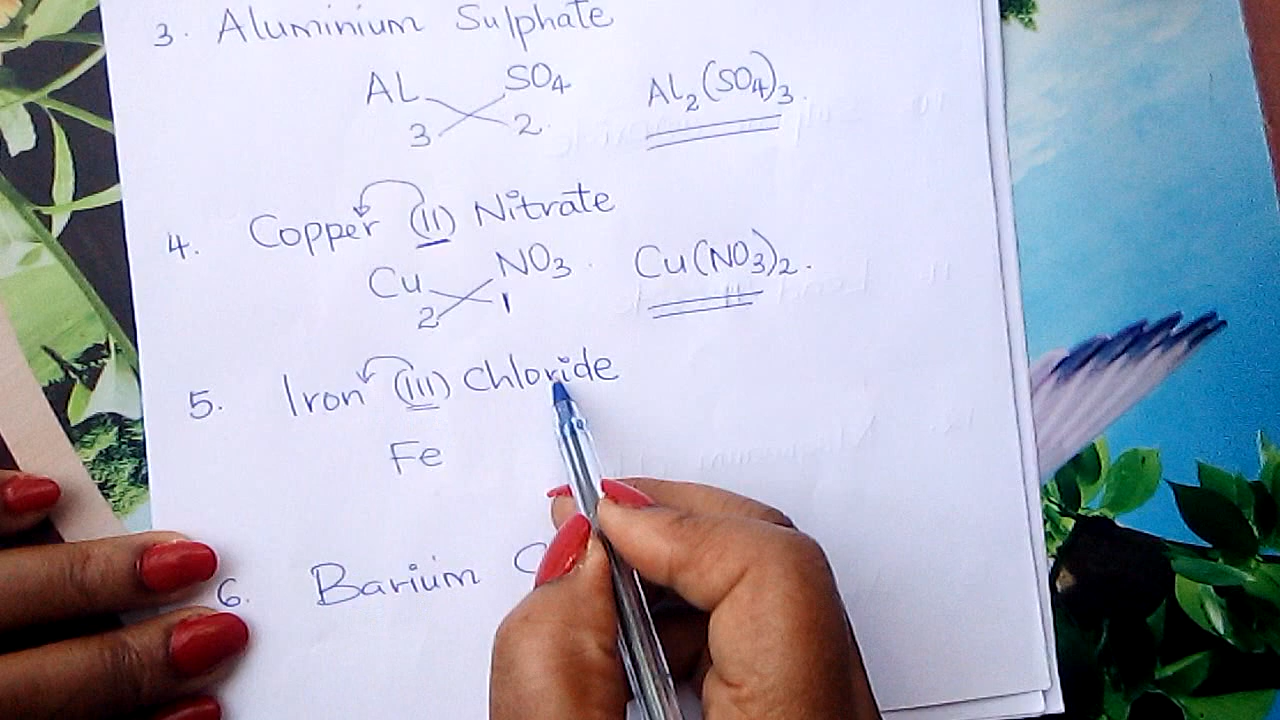 3. Aluminium Sulphate
AL SO4 Al2(SO4)3.
3 2.
4. Copper (II) Nitrate
Cu NO3. Cu(NO3)2.
2 1
5. Iron (III) Chloride
Fe
6. Barium